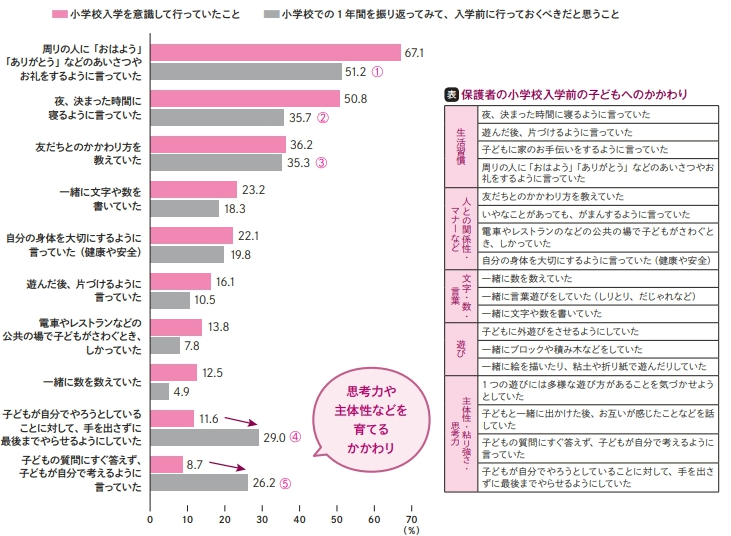 小学校入学を意識して行っていたこと
小学校での１年間を振り返ってみて、入学前に行っておくべきだと思うこと
周りの人に「おはよう」
「ありがとう」などのあいさつや
お礼をするように言っていた
67.1
51.2 ①
夜、決まった時間に
寝るように言っていた
50.8
35.7 ②
友だちとのかかわり方を
教えていた
36.2
35.3 ③
一緒に文字や数を
書いていた
23.2
18.3
自分の身体を大切にするように
言っていた（健康や安全）
22.1
19.8
遊んだ後、片づけるように
言っていた
16.1
10.5
電車やレストランなどの
公共の場で子どもがさわぐとき、
しかっていた
13.8
7.8
一緒に数を数えていた
12.5
4.9
子どもが自分でやろうとしている
ことに対して、手を出さずに
最後までやらせるようにしていた
11.6
29.0 ④
子どもの質問にすぐ答えず、
子どもが自分で考えるように
言っていた
8.7
26.2 ⑤
0 10 20 30 40 50 60 70
(％)
思考力や
主体性などを
育てる
かかわり
表 保護者の小学校入学前の子どもへのかかわり
生活習慣
夜、決まった時間に寝るように言っていた
遊んだ後、片づけるように言っていた
子どもに家のお手伝いをするように言っていた
周りの人に「おはよう」「ありがとう」などのあいさつやお
礼をするように言っていた
人との関係性・
マナーなど
友だちとのかかわり方を教えていた
いやなことがあっても、がまんするように言っていた
電車やレストランのなどの公共の場で子どもがさわぐと
き、しかっていた
自分の身体を大切にするように言っていた（健康や安全）
文字・数・
言葉
一緒に数を数えていた
一緒に言葉遊びをしていた（しりとり、だじゃれなど）
一緒に文字や数を書いていた
遊び
子どもに外遊びをさせるようにしていた
一緒にブロックや積み木などをしていた
一緒に絵を描いたり、粘土や折り紙で遊んだりしていた
主体性・粘り強さ・
思考力
１つの遊びには多様な遊び方があることを気づかせよう
としていた
子どもと一緒に出かけた後、お互いが感じたことなどを話
していた
子どもの質問にすぐ答えず、子どもが自分で考えるように
言っていた
子どもが自分でやろうとしていることに対して、手を出さ
ずに最後までやらせるようにしていた